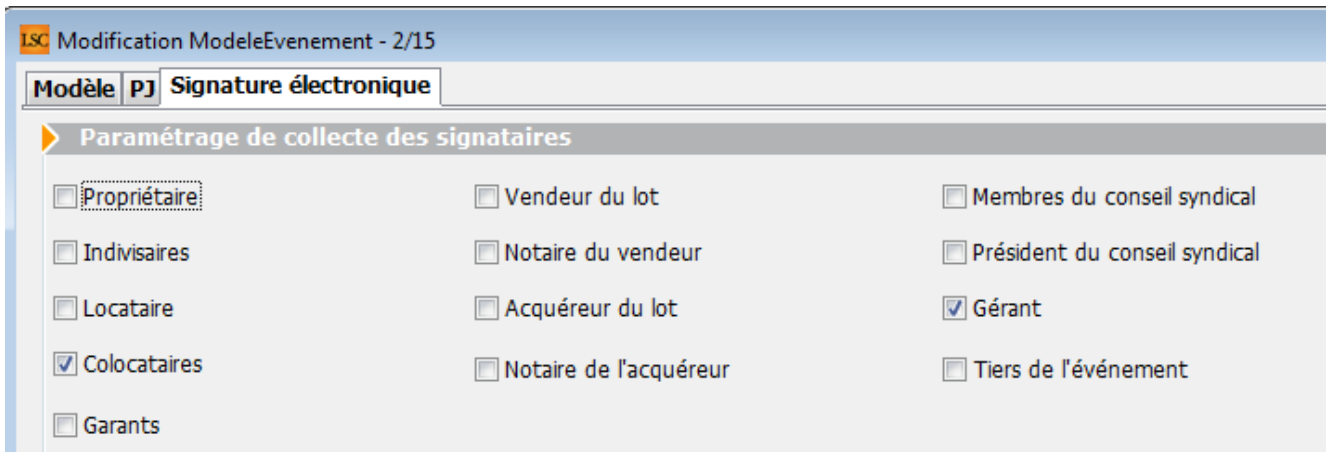 LSC Modification ModeleEvenement - 2/15
Modèle PJ Signature électronique
Paramétrage de collecte des signataires
Propriétaire Vendeur du lot Membres du conseil syndical
Indivisaires Notaire du vendeur Président du conseil syndical
Locataire Acquéreur du lot Gérant
Colocataires Notaire de l'acquéreur Tiers de l'événement
Garants